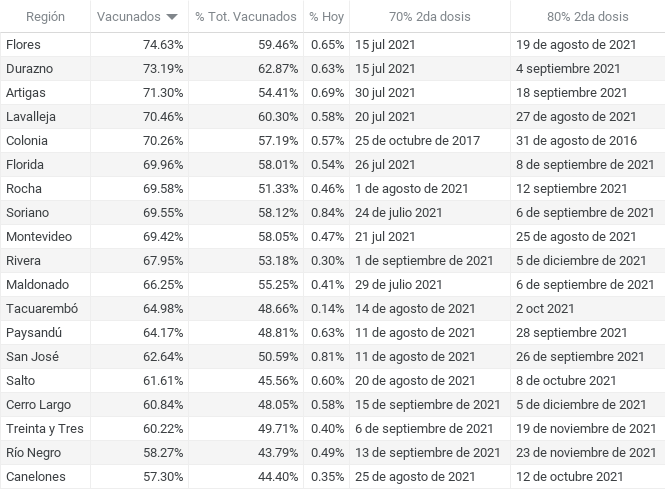 Región Vacunados % Tot. Vacunados % Hoy 70% 2da dosis 80% 2da dosis
Flores 74.63% 59.46% 0.65% 15 jul 2021 19 de agosto de 2021
Durazno 73.19% 62.87% 0.63% 15 jul 2021 4 septiembre 2021
Artigas 71.30% 54.41% 0.69% 30 jul 2021 18 septiembre 2021
Lavalleja 70.46% 60.30% 0.58% 20 jul 2021 27 de agosto de 2021
Colonia 70.26% 57.19% 0.57% 25 de octubre de 2017 31 de agosto de 2016
Florida 69.96% 58.01% 0.54% 26 jul 2021 8 de septiembre de 2021
Rocha 69.58% 51.33% 0.46% 1 de agosto de 2021 12 septiembre 2021
Soriano 69.55% 58.12% 0.84% 24 de julio 2021 6 de septiembre de 2021
Montevideo 69.42% 58.05% 0.47% 21 jul 2021 25 de agosto de 2021
Rivera 67.95% 53.18% 0.30% 1 de septiembre de 2021 5 de diciembre de 2021
Maldonado 66.25% 55.25% 0.41% 29 de julio 2021 6 de septiembre de 2021
Tacuarembó 64.98% 48.66% 0.14% 14 de agosto de 2021 2 oct 2021
Paysandú 64.17% 48.81% 0.63% 11 de agosto de 2021 28 septiembre 2021
San José 62.64% 50.59% 0.81% 11 de agosto de 2021 26 de septiembre de 2021
Salto 61.61% 45.56% 0.60% 20 de agosto de 2021 8 de octubre 2021
Cerro Largo 60.84% 48.05% 0.58% 15 de septiembre de 2021 5 de diciembre de 2021
Treinta y Tres 60.22% 49.71% 0.40% 6 de septiembre de 2021 19 de noviembre de 2021
Río Negro 58.27% 43.79% 0.49% 13 de septiembre de 2021 23 de noviembre de 2021
Canelones 57.30% 44.40% 0.35% 25 de agosto de 2021 12 de octubre 2021